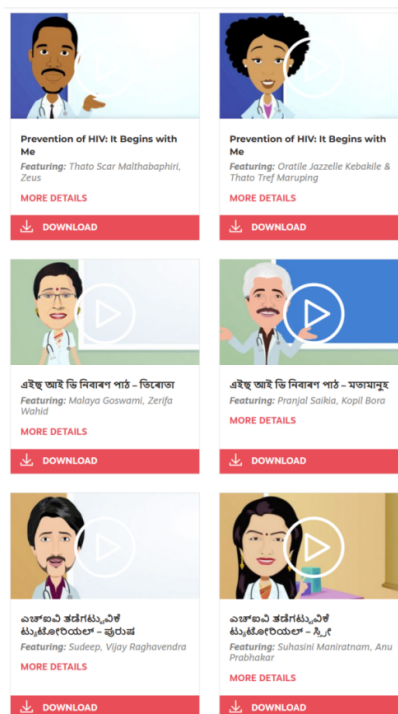 Prevention of HIV: It Begins with
Me
Featuring: Thato Scar Malthabaphiri,
Zeus
MORE DETAILS
DOWNLOAD
Prevention of HIV: It Begins with
Me
Featuring: Oratile Jazzelle Kebakile &
Thato Tref Maruping
MORE DETAILS
DOWNLOAD
এইছ্ আই ভি নিবাৰণ পাঠ – তিৰোতা
Featuring: Malaya Goswami, Zerifa
Wahid
MORE DETAILS
DOWNLOAD
এইছ্ আই ভি নিবাৰণ পাঠ – মতামানুহ
Featuring: Pranjal Saikia, Kopil Bora
MORE DETAILS
DOWNLOAD
ಎಚ್ಐವಿ ತಡೆಗಟ್ಟುವಿಕೆ
ಟ್ಯುಟೋರಿಯಲ್ – ಪುರುಷ
Featuring: Sudeep, Vijay Raghavendra
MORE DETAILS
DOWNLOAD
ಎಚ್ಐವಿ ತಡೆಗಟ್ಟುವಿಕೆ
ಟ್ಯುಟೋರಿಯಲ್ – ಸ್ತ್ರೀ
Featuring: Suhasini Maniratnam, Anu
Prabhakar
MORE DETAILS
DOWNLOAD